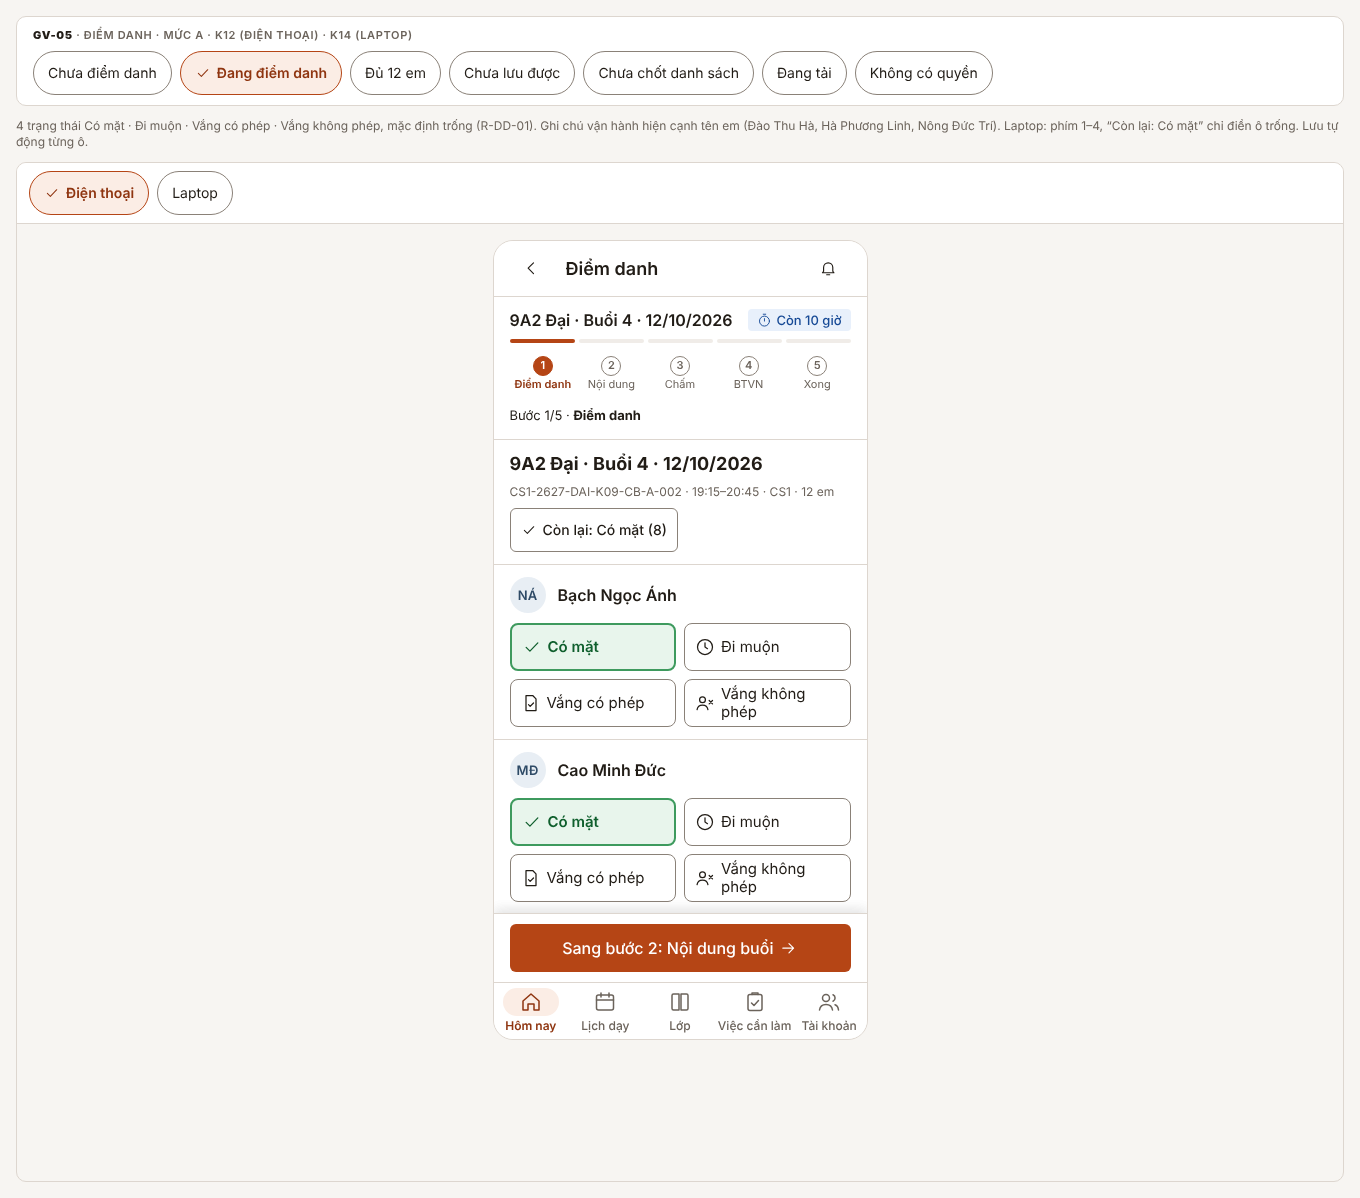 GV-05 · ĐIỂM DANH · MỨC A · K12 (ĐIỆN THOẠI) · K14 (LAPTOP)
Chưa điểm danh
Đang điểm danh
Đủ 12 em
Chưa lưu được
Chưa chốt danh sách
Đang tải
Không có quyền
4 trạng thái Có mặt · Đi muộn · Vắng có phép · Vắng không phép, mặc định trống (R-DD-01). Ghi chú vận hành hiện cạnh tên em (Đào Thu Hà, Hà Phương Linh, Nông Đức Trí). Laptop: phím 1–4, “Còn lại: Có mặt” chỉ điền ô trống. Lưu tự
động từng ô.
Điện thoại
Laptop
Điểm danh
9A2 Đại · Buổi 4 · 12/10/2026
Còn 10 giờ
1
2
3
4
5
Điểm danh
Nội dung
Chấm
BTVN
Xong
Bước 1/5 · Điểm danh
9A2 Đại · Buổi 4 · 12/10/2026
CS1-2627-DAI-K09-CB-A-002 · 19:15–20:45 · CS1 · 12 em
Còn lại: Có mặt (8)
NÁ
Bạch Ngọc Ánh
Có mặt
Đi muộn
Vắng có phép
Vắng không
phép
MĐ
Cao Minh Đức
Có mặt
Đi muộn
Vắng có phép
Vắng không
phép
Sang bước 2: Nội dung buổi →
Hôm nay
Lịch dạy
Lớp
Việc cần làm
Tài khoản